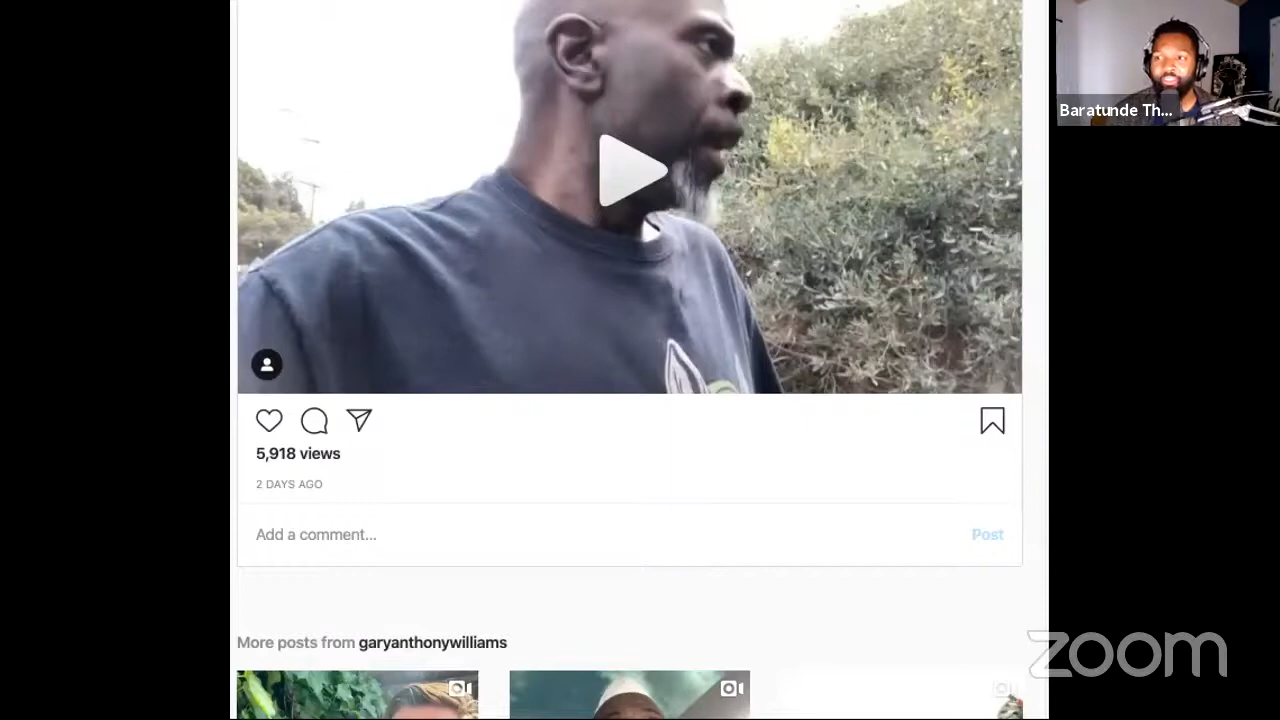 Baratunde Th...
5,918 views
2 DAYS AGO
Add a comment...
Post
More posts from garyanthonywilliams
zoom